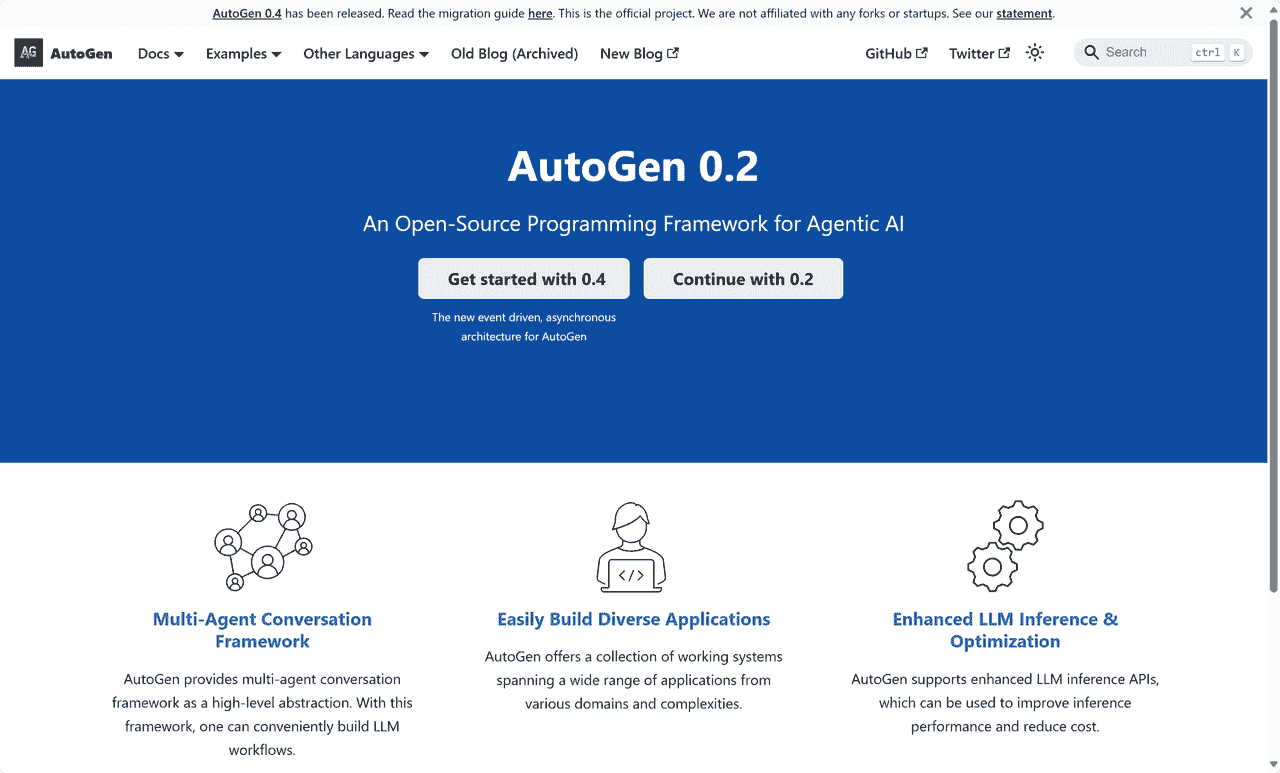 AutoGen 0.4 has been released. Read the migration guide here. This is the official project. We are not affiliated with any forks or startups. See our statement.
AG AutoGen Docs Examples Other Languages Old Blog (Archived) New Blog GitHub Twitter Search ctrl K
AutoGen 0.2
An Open-Source Programming Framework for Agentic AI
Get started with 0.4
Continue with 0.2
The new event driven, asynchronous
architecture for AutoGen
</>
Multi-Agent Conversation
Framework
AutoGen provides multi-agent conversation
framework as a high-level abstraction. With this
framework, one can conveniently build LLM
workflows.
Easily Build Diverse Applications
AutoGen offers a collection of working systems
spanning a wide range of applications from
various domains and complexities.
Enhanced LLM Inference &
Optimization
AutoGen supports enhanced LLM inference APIs,
which can be used to improve inference
performance and reduce cost.